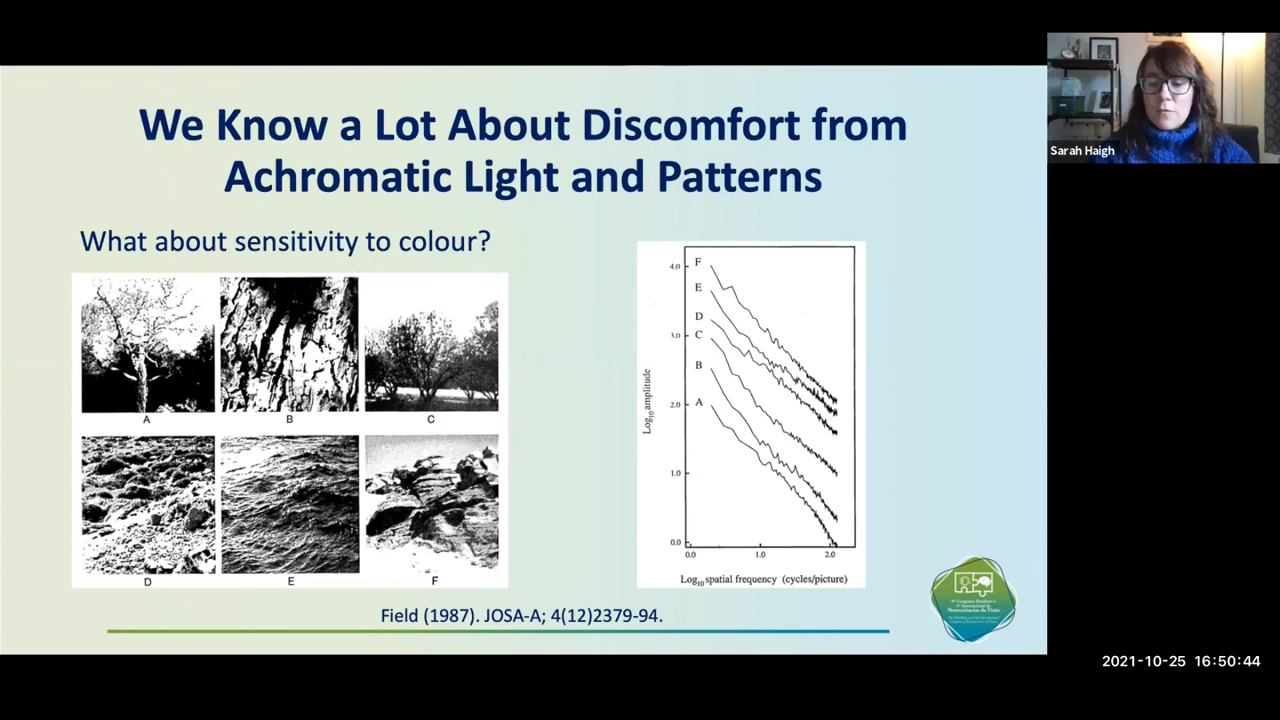 We Know a Lot About Discomfort from
Achromatic Light and Patterns
What about sensitivity to colour?
A
B
C
D
E
F
F
E
D
C
B
A
4.0
3.0
2.0
1.0
0.0
0.0
1.0
2.0
Log10 amplitude
Log10 spatial frequency (cycles/picture)
Field (1987). JOSA-A; 4(12)2379-94.
Sarah Haigh
2021-10-25 16:50:44